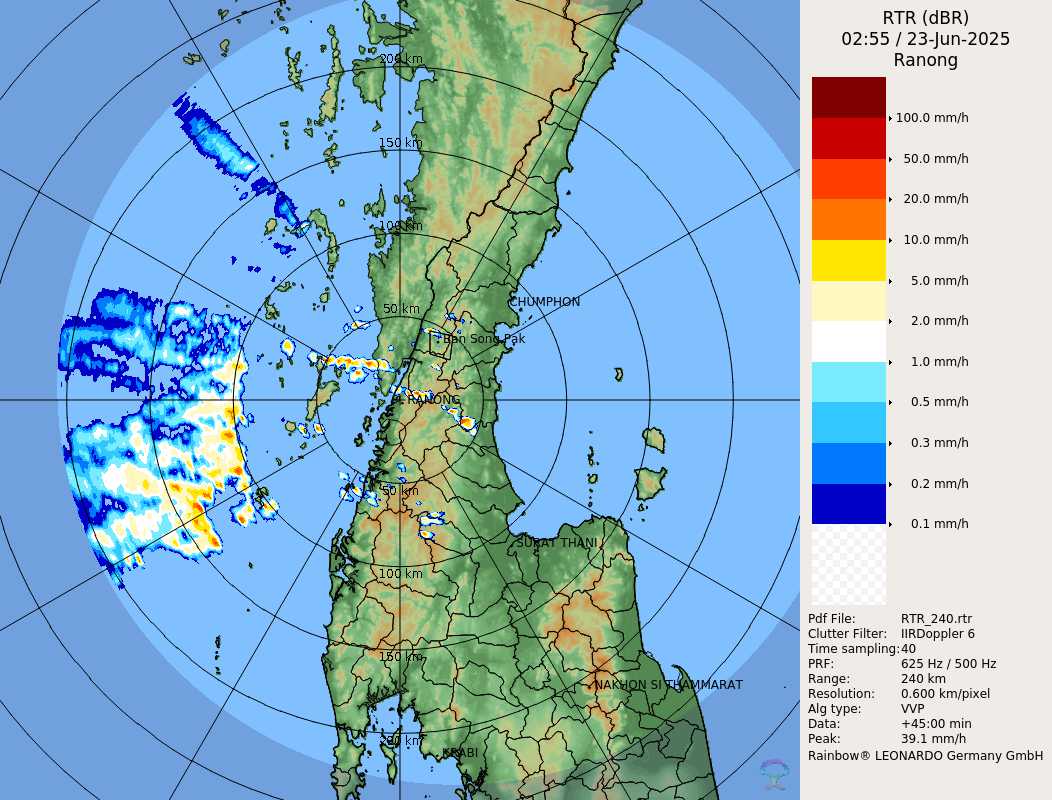 RTR (dBR)
02:55 / 23-Jun-2025
Ranong
100.0 mm/h
50.0 mm/h
20.0 mm/h
10.0 mm/h
5.0 mm/h
2.0 mm/h
1.0 mm/h
0.5 mm/h
0.3 mm/h
0.2 mm/h
0.1 mm/h
Pdf File: RTR_240.rtr
Clutter Filter: IIRDoppler 6
Time sampling:40
PRF: 625 Hz / 500 Hz
Range: 240 km
Resolution: 0.600 km/pixel
Alg type: VVP
Data: +45:00 min
Peak: 39.1 mm/h
Rainbow® LEONARDO Germany GmbH
200 km
150 km
100 km
50 km
CHUMPHON
Ban Song Pak
RANONG
50 km
SURAT THANI
100 km
150 km
NAKHON SI THAMMARAT
200 km
KRABI